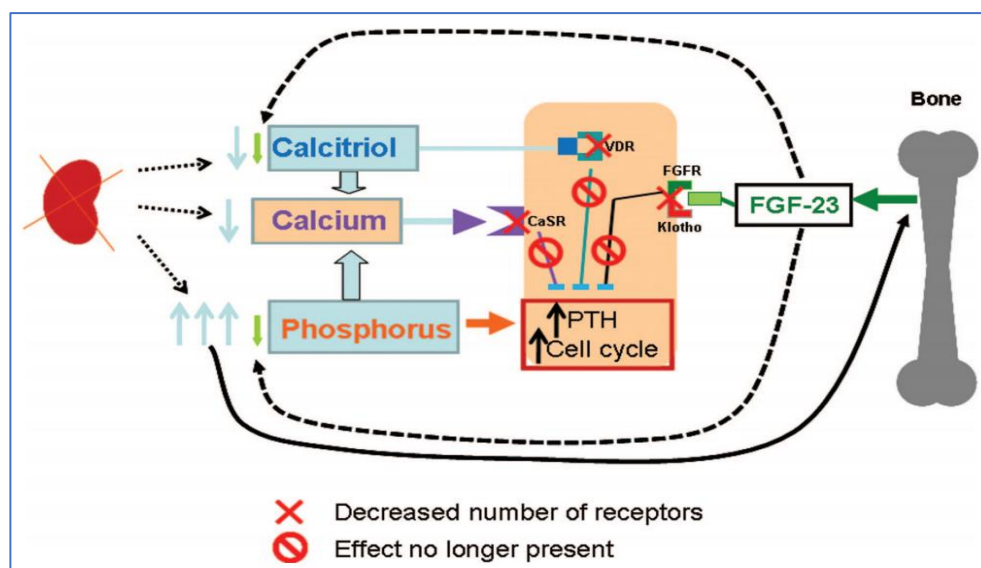 Bone
Calcitriol
VDR
FGFR
FGF-23
Klotho
Calcium
CaSR
Phosphorus
PTH
Cell cycle
Decreased number of receptors
Effect no longer present